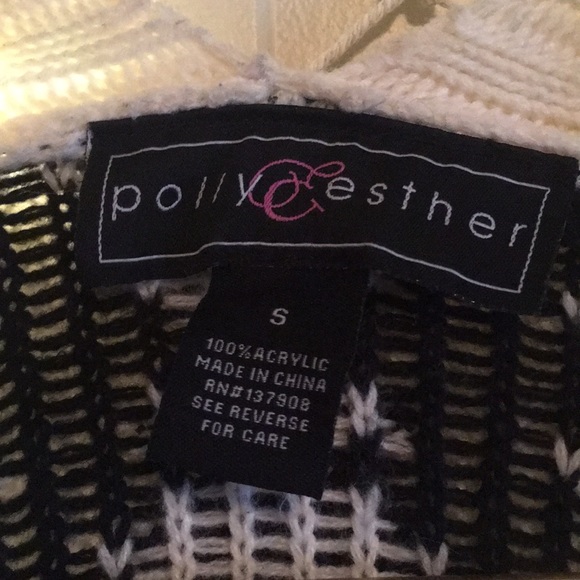 polly & esther
S
100% ACRYLIC
MADE IN CHINA
RN#137908
SEE REVERSE
FOR CARE